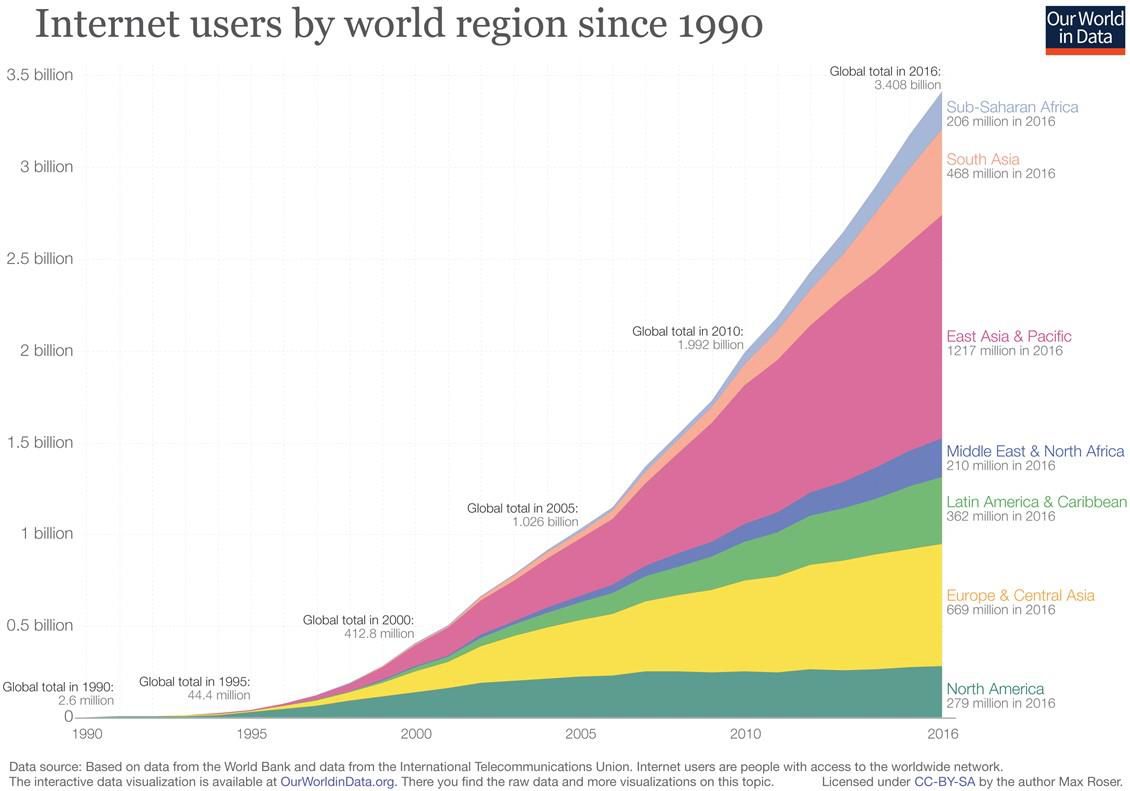 Internet users by world region since 1990
Our World
in Data
3.5 billion
3 billion
2.5 billion
2 billion
1.5 billion
1 billion
0.5 billion
0
Global total in 1990:
2.6 million
Global total in 1995:
44.4 million
Global total in 2000:
412.8 million
Global total in 2005:
1.026 billion
Global total in 2010:
1.992 billion
Global total in 2016:
3.408 billion
Sub-Saharan Africa
206 million in 2016
South Asia
468 million in 2016
East Asia & Pacific
1217 million in 2016
Middle East & North Africa
210 million in 2016
Latin America & Caribbean
362 million in 2016
Europe & Central Asia
669 million in 2016
North America
279 million in 2016
1990
1995
2000
2005
2010
2016
Data source: Based on data from the World Bank and data from the International Telecommunications Union. Internet users are people with access to the worldwide network.
The interactive data visualization is available at OurWorldinData.org. There you find the raw data and more visualizations on this topic.
Licensed under CC-BY-SA by the author Max Roser.